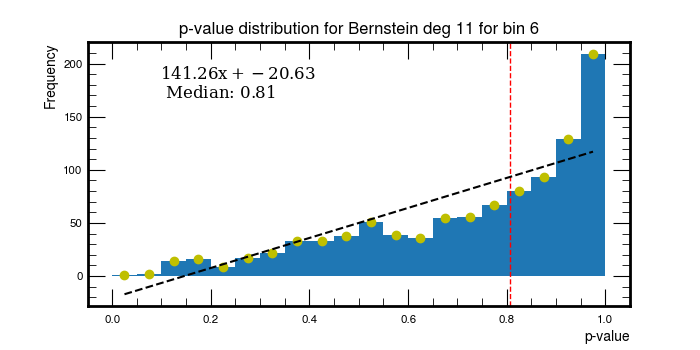 p-value distribution for Bernstein deg 11 for bin 6
Frequency
141.26x + −20.63
Median: 0.81
200
150
100
50
0
0.0 0.2 0.4 0.6 0.8 1.0
p-value